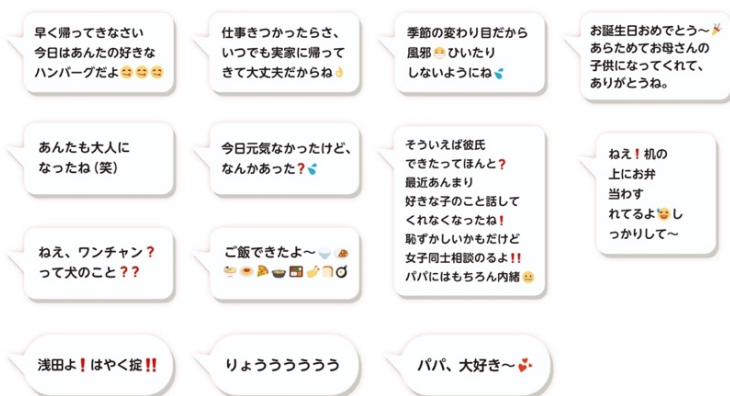 早く帰ってきなさい
今日はあんたの好きな
ハンバーグだよ😋😋😋
仕事きつかったらさ、
いつでも実家に帰って
きて大丈夫だからね👌
季節の変わり目だから
風邪😷ひいたり
しないようにね💦
お誕生日おめでとう〜🎉
あらためてお母さんの
子供になってくれて、
ありがとうね。
あんたも大人に
なったね（笑）
今日元気なかったけど、
なんかあった❓💦
そういえば彼氏
できたってほんと❓
最近あんまり
好きな子のこと話して
くれなくなったね❗
恥ずかしいかもだけど
女子同士相談のるよ‼
パパにはもちろん内緒🤐
ねえ❗机の
上にお弁
当わす
れてるよ😅し
っかりして〜
ねえ、ワンチャン❓
って犬のこと❓❓
ご飯できたよ〜🍚🍛
🍜🍝🍕🍲🍱🍤🍞🍳
浅田よ❗はやく掟‼
りょうううううう
パパ、大好き〜💞